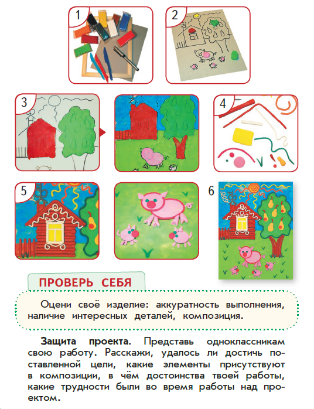 1
2
3
4
5
6
ПРОВЕРЬ СЕБЯ
Оцени своё изделие: аккуратность выполнения,
наличие интересных деталей, композиция.
Защита проекта. Представь одноклассникам
свою работу. Расскажи, удалось ли достичь по-
ставленной цели, какие элементы присутствуют
в композиции, в чём достоинства твоей работы,
какие трудности были во время работы над про-
ектом.